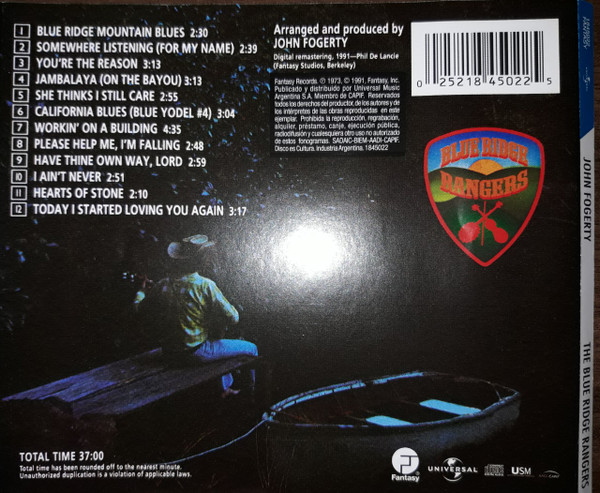 1 BLUE RIDGE MOUNTAIN BLUES 2:30
2 SOMEWHERE LISTENING (FOR MY NAME) 2:39
3 YOU'RE THE REASON 3:13
4 JAMBALAYA (ON THE BAYOU) 3:13
5 SHE THINKS I STILL CARE 2:55
6 CALIFORNIA BLUES (BLUE YODEL #4) 3:04
7 WORKIN' ON A BUILDING 4:35
8 PLEASE HELP ME, I'M FALLING 2:48
9 HAVE THINE OWN WAY, LORD 2:59
10 I AIN'T NEVER 2:51
11 HEARTS OF STONE 2:10
12 TODAY I STARTED LOVING YOU AGAIN 3:17
Arranged and produced by
JOHN FOGERTY
Digital remastering, 1991—Phil De Lancie
(Fantasy Studios, Berkeley)
Fantasy Records. ℗ 1973, © 1991, Fantasy, Inc.
Publicado y distribuido por Universal Music
Argentina S.A. Miembro de CAPIF. Reservados
todos los derechos del productor, de los autores y de
los intérpretes de las obras reproducidas en este
ejemplar. Prohibida la reproducción, regrabación,
alquiler, préstamo, canje, ejecución pública,
radiodifusión y cualesquiera otro uso no autorizado
de estos fonogramas. SADAIC-BIEM-AADI-CAPIF.
Disco es Cultura. Industria Argentina. 1845022
0 25218 45022 5
BLUE RIDGE
RANGERS
JOHN FOGERTY
THE BLUE RIDGE RANGERS
TOTAL TIME 37:00
Total time has been rounded off to the nearest minute.
Unauthorized duplication is a violation of applicable laws.
Fantasy
UNIVERSAL
USM